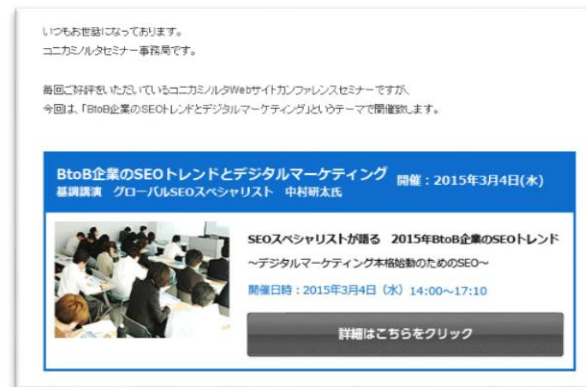 いつもお世話になっております。
コニカミノルタセミナー事務局です。
毎回ご好評をいただいているコニカミノルタWebサイトカンファレンスセミナーですが、
今回は、「BtoB企業のSEOトレンドとデジタルマーケティング」というテーマで開催致します。
BtoB企業のSEOトレンドとデジタルマーケティング 開催：2015年3月4日(水)
基調講演 グローバルSEOスペシャリスト 中村研太氏
SEOスペシャリストが語る 2015年BtoB企業のSEOトレンド
～デジタルマーケティング本格始動のためのSEO～
開催日時：2015年3月4日（水）14:00～17:10
詳細はこちらをクリック